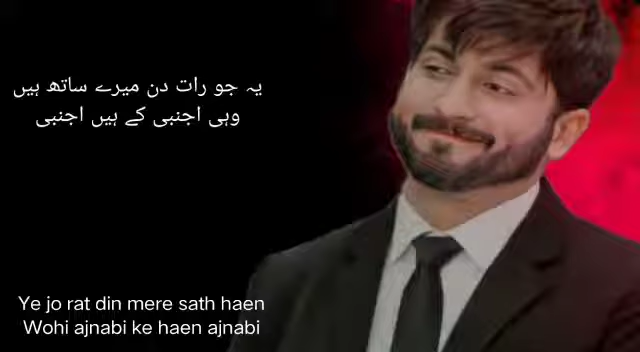 یہ جو رات دن میرے ساتھ ہیں
وہی اجنبی کے ہیں اجنبی
Ye jo rat din mere sath haen
Wohi ajnabi ke haen ajnabi